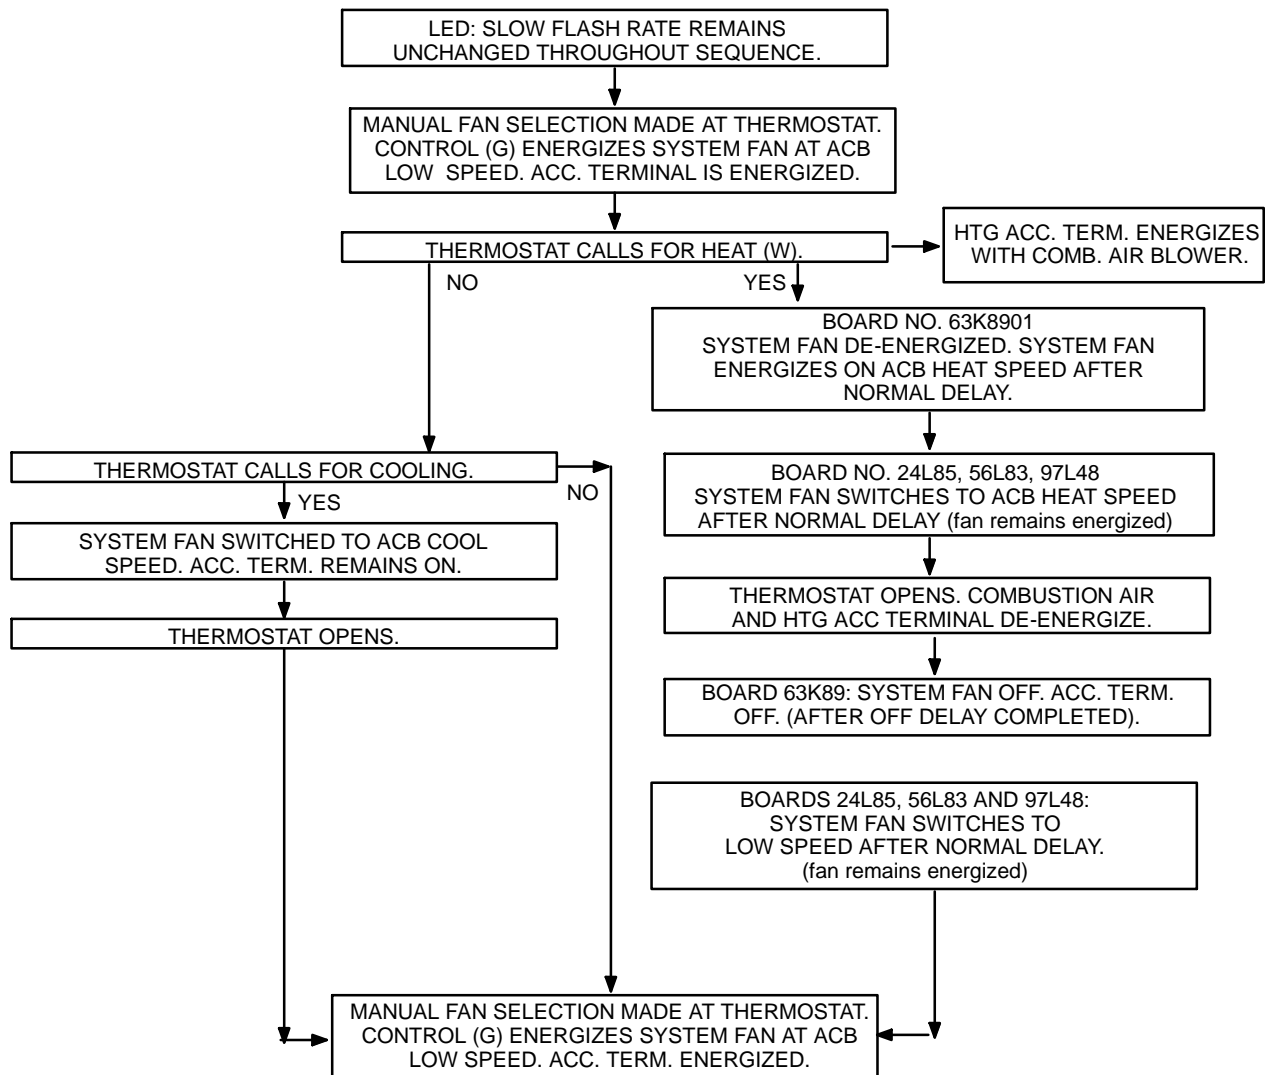 LED: SLOW FLASH RATE REMAINS
UNCHANGED THROUGHOUT SEQUENCE.
MANUAL FAN SELECTION MADE AT THERMOSTAT.
CONTROL (G) ENERGIZES SYSTEM FAN AT ACB
LOW SPEED. ACC. TERMINAL IS ENERGIZED.
THERMOSTAT CALLS FOR HEAT (W).
HTG ACC. TERM. ENERGIZES
WITH COMB. AIR BLOWER.
NO
YES
BOARD NO. 63K8901
SYSTEM FAN DE-ENERGIZED. SYSTEM FAN
ENERGIZES ON ACB HEAT SPEED AFTER
NORMAL DELAY.
THERMOSTAT CALLS FOR COOLING.
NO
YES
BOARD NO. 24L85, 56L83, 97L48
SYSTEM FAN SWITCHES TO ACB HEAT SPEED
AFTER NORMAL DELAY (fan remains energized)
SYSTEM FAN SWITCHED TO ACB COOL
SPEED. ACC. TERM. REMAINS ON.
THERMOSTAT OPENS. COMBUSTION AIR
AND HTG ACC TERMINAL DE-ENERGIZE.
THERMOSTAT OPENS.
BOARD 63K89: SYSTEM FAN OFF. ACC. TERM.
OFF. (AFTER OFF DELAY COMPLETED).
BOARDS 24L85, 56L83 AND 97L48:
SYSTEM FAN SWITCHES TO
LOW SPEED AFTER NORMAL DELAY.
(fan remains energized)
MANUAL FAN SELECTION MADE AT THERMOSTAT.
CONTROL (G) ENERGIZES SYSTEM FAN AT ACB
LOW SPEED. ACC. TERM. ENERGIZED.